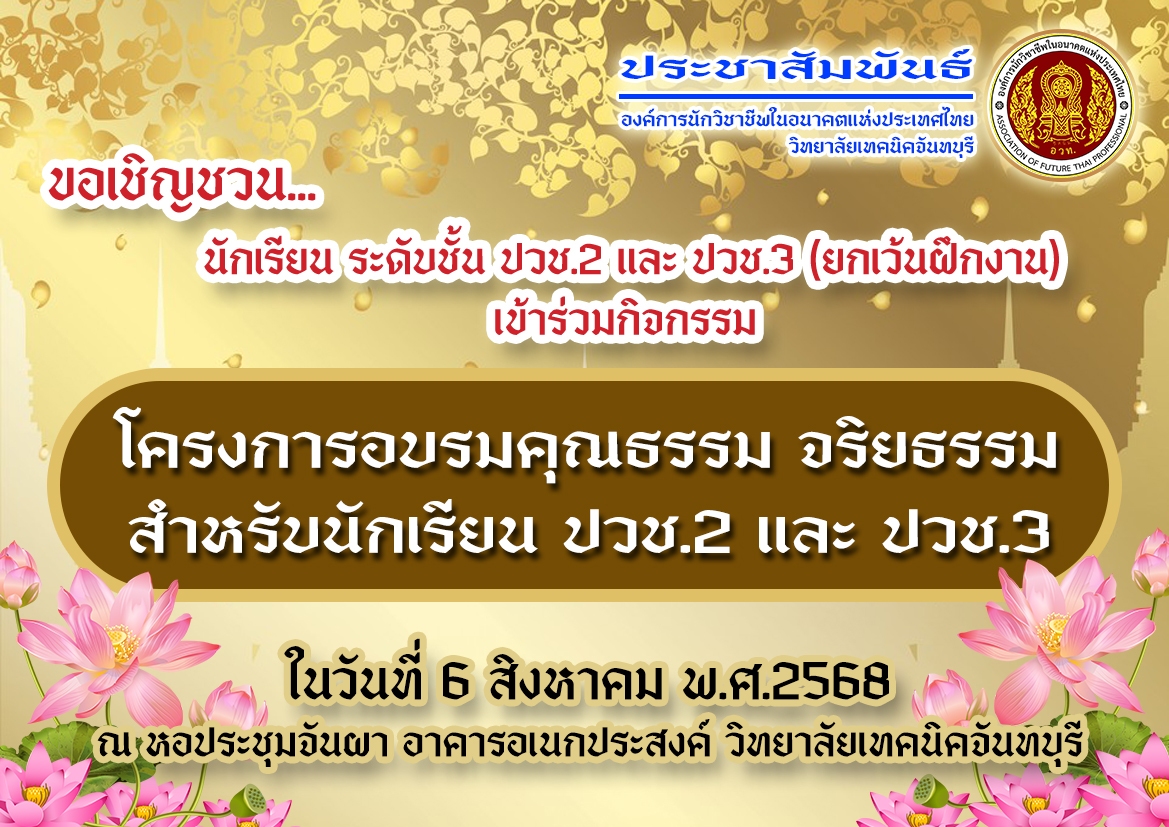 ประชาสัมพันธ์
องค์การนักวิชาชีพในอนาคตแห่งประเทศไทย
วิทยาลัยเทคนิคจันทบุรี
องค์การนักวิชาชีพในอนาคตแห่งประเทศไทย
อวท.
ASSOCIATION OF FUTURE THAI PROFESSIONAL
ขอเชิญชวน...
นักเรียน ระดับชั้น ปวช.2 และ ปวช.3 (ยกเว้นฝึกงาน)
เข้าร่วมกิจกรรม
โครงการอบรมคุณธรรม จริยธรรม
สำหรับนักเรียน ปวช.2 และ ปวช.3
ในวันที่ 6 สิงหาคม พ.ศ.2568
ณ หอประชุมจันผา อาคารอเนกประสงค์ วิทยาลัยเทคนิคจันทบุรี